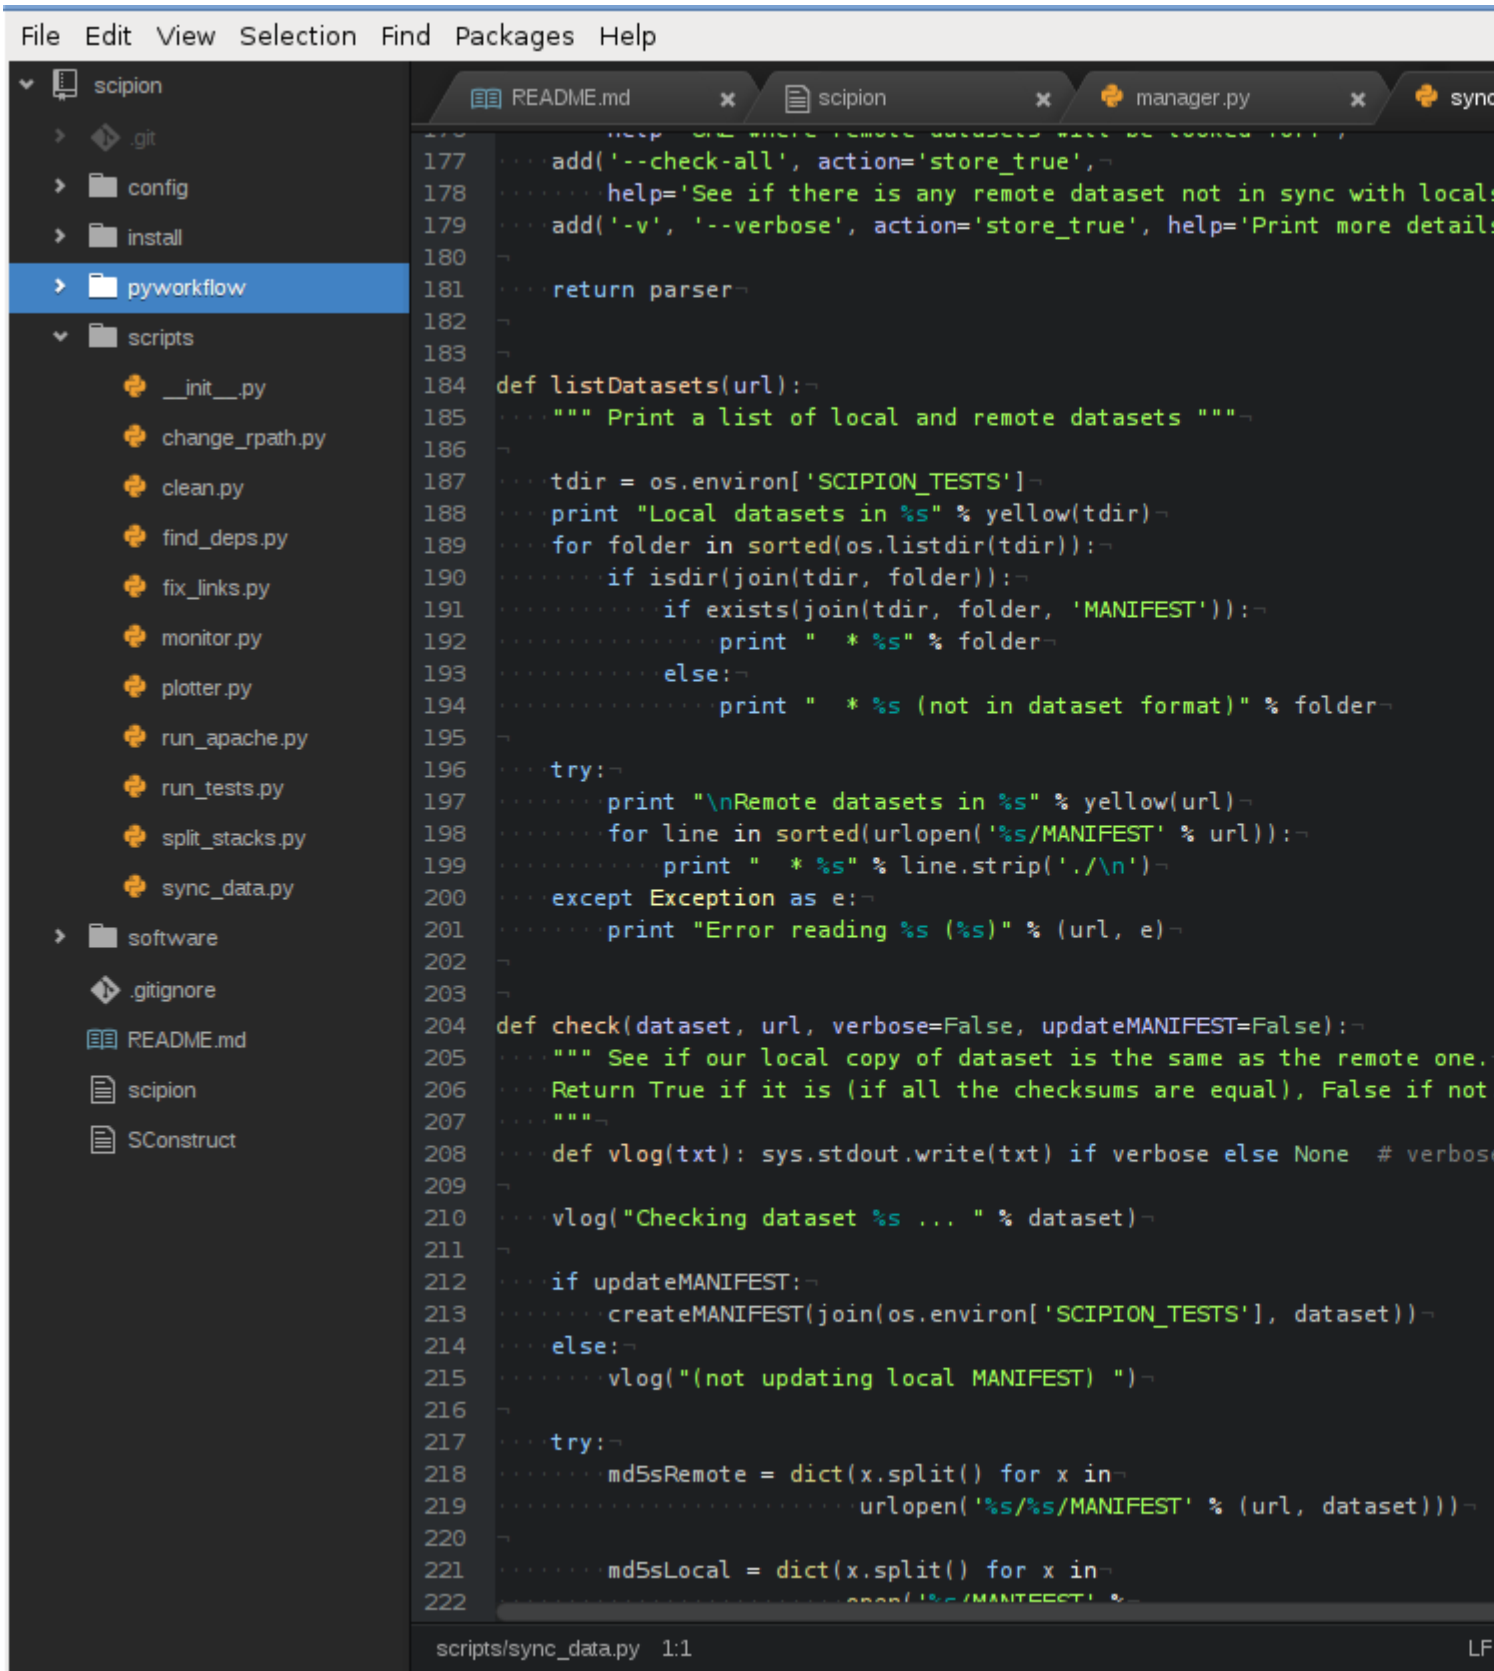 File Edit View Selection Find Packages Help
scipion
.git
config
install
pyworkflow
scripts
__init__.py
change_rpath.py
clean.py
find_deps.py
fix_links.py
monitor.py
plotter.py
run_apache.py
run_tests.py
split_stacks.py
sync_data.py
software
.gitignore
README.md
scipion
SConstruct
README.md scipion manager.py sync
176 help='URL where remote datasets will be looked for.',
177 add('--check-all', action='store_true',
178 help='See if there is any remote dataset not in sync with locals
179 add('-v', '--verbose', action='store_true', help='Print more details
180
181 return parser
182
183
184 def listDatasets(url):
185 """ Print a list of local and remote datasets """
186
187 tdir = os.environ['SCIPION_TESTS']
188 print "Local datasets in %s" % yellow(tdir)
189 for folder in sorted(os.listdir(tdir)):
190 if isdir(join(tdir, folder)):
191 if exists(join(tdir, folder, 'MANIFEST')):
192 print "  * %s" % folder
193 else:
194 print "  * %s (not in dataset format)" % folder
195
196 try:
197 print "\nRemote datasets in %s" % yellow(url)
198 for line in sorted(urlopen('%s/MANIFEST' % url)):
199 print "  * %s" % line.strip('./\n')
200 except Exception as e:
201 print "Error reading %s (%s)" % (url, e)
202
203
204 def check(dataset, url, verbose=False, updateMANIFEST=False):
205 """ See if our local copy of dataset is the same as the remote one.
206 Return True if it is (if all the checksums are equal), False if not
207 """
208 def vlog(txt): sys.stdout.write(txt) if verbose else None  # verbose
209
210 vlog("Checking dataset %s ... " % dataset)
211
212 if updateMANIFEST:
213 createMANIFEST(join(os.environ['SCIPION_TESTS'], dataset))
214 else:
215 vlog("(not updating local MANIFEST) ")
216
217 try:
218 md5sRemote = dict(x.split() for x in
219 urlopen('%s/%s/MANIFEST' % (url, dataset)))
220
221 md5sLocal = dict(x.split() for x in
222 open('%s/MANIFEST' %
scripts/sync_data.py 1:1 LF